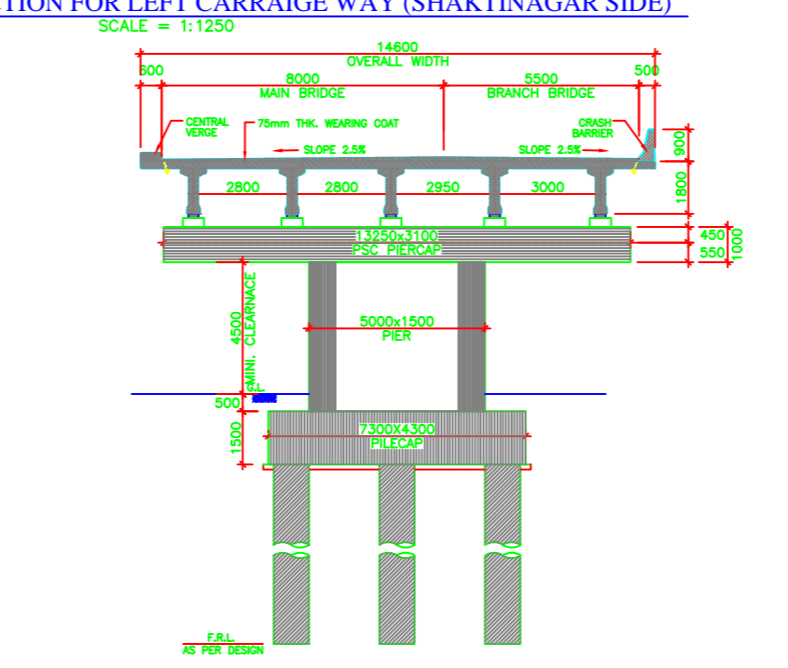 CTION FOR LEFT CARRAIGE WAY (SHAKTINAGAR SIDE)
SCALE = 1:1250
14600
OVERALL WIDTH
600
8000
5500
500
MAIN BRIDGE
BRANCH BRIDGE
CENTRAL
VERGE
75mm THK. WEARING COAT
CRASH
BARRIER
SLOPE 2.5%
SLOPE 2.5%
900
2800
2800
2950
3000
1800
13250x3100
PSC PIERCAP
450
550
1000
4500
MINI. CLEARNACE
5000x1500
PIER
G.L.
500
1500
7300X4300
PILECAP
F.R.L.
AS PER DESIGN